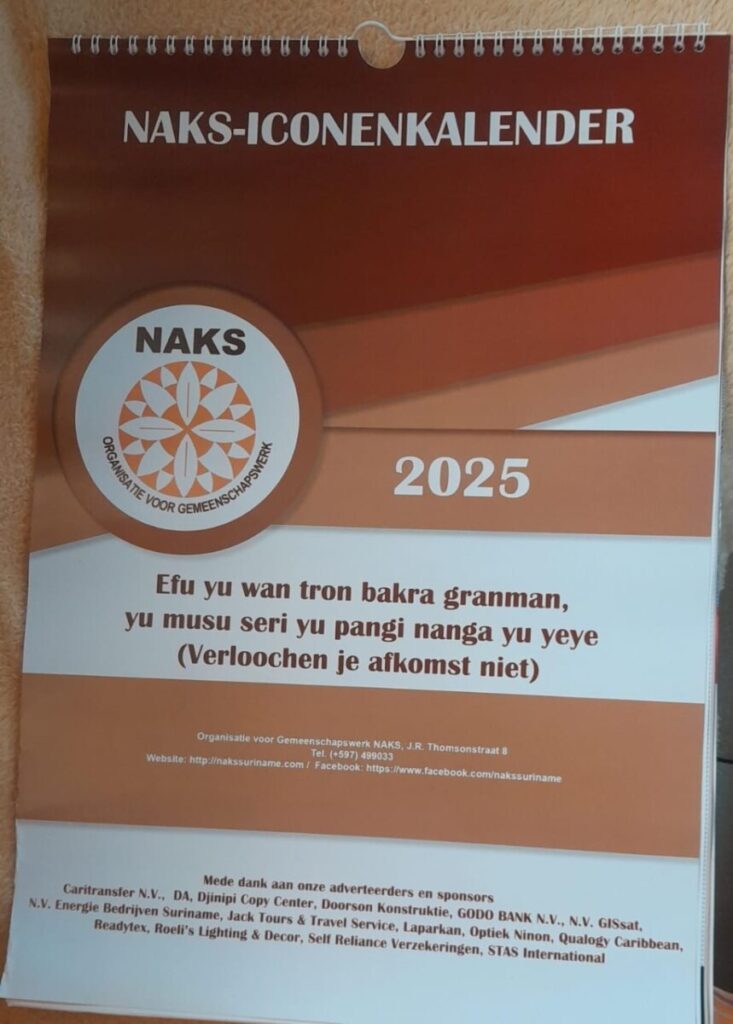 NAKS-ICONENKALENDER
NAKS
ORGANISATIE VOOR GEMEENSCHAPSWERK
2025
Efu yu wan tron bakra granman,
yu musu seri yu pangi nanga yu yeye
(Verloochen je afkomst niet)
Organisatie voor Gemeenschapswerk NAKS, J.R. Thomsonstraat 8
Tel. (+597) 499033
Website: http://nakssuriname.com / Facebook: https://www.facebook.com/nakssuriname
Mede dank aan onze adverteerders en sponsors
Caritransfer N.V., DA, Djinipi Copy Center, Doorson Konstruktie, GODO BANK N.V., N.V. GISsat,
N.V. Energie Bedrijven Suriname, Jack Tours & Travel Service, Laparkan, Optiek Ninon, Qualogy Caribbean,
Readytex, Roeli's Lighting & Decor, Self Reliance Verzekeringen, STAS International